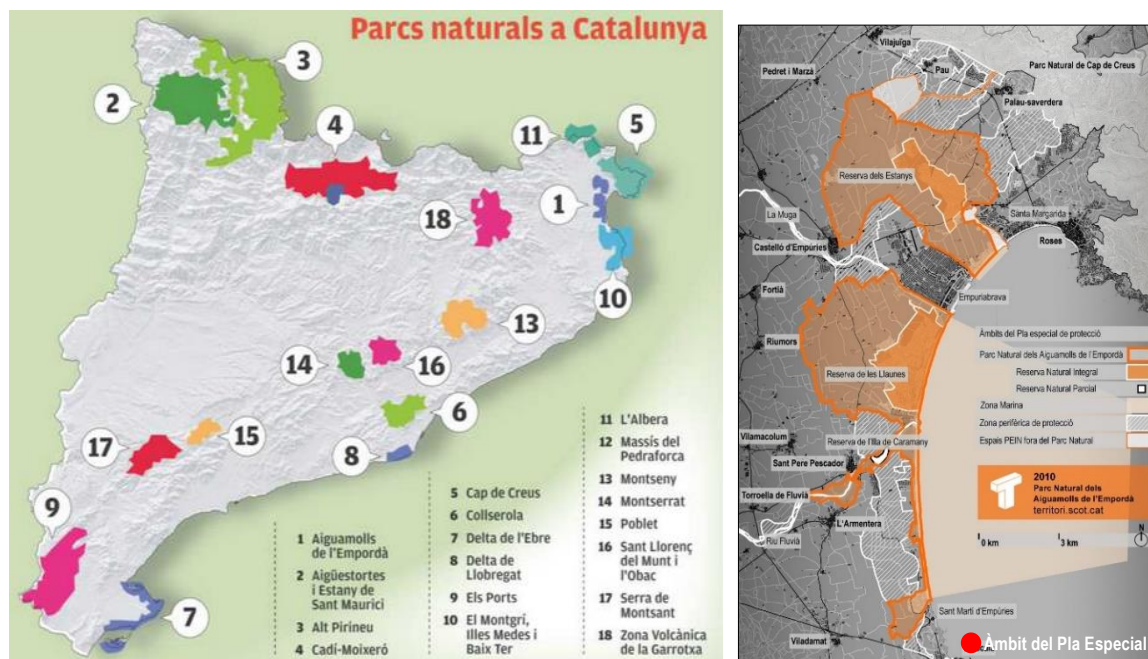 Parcs naturals a Catalunya
3
2
4
11
5
1
18
10
13
14
16
6
15
17
8
9
7
1 Aiguamolls
de l'Empordà
2 Aigüestortes
i Estany de
Sant Maurici
3 Alt Pirineu
4 Cadí-Moixeró
5 Cap de Creus
6 Collserola
7 Delta de l'Ebre
8 Delta de
Llobregat
9 Els Ports
10 El Montgrí,
Illes Medes i
Baix Ter
11 L'Albera
12 Massís del
Pedraforca
13 Montseny
14 Montserrat
15 Poblet
16 Sant Llorenç
del Munt i
l'Obac
17 Serra de
Montsant
18 Zona Volcànica
de la Garrotxa
Vilajuïga
Parc Natural de Cap de Creus
Pedret i Marzà
Pau
Palau-saverdera
Reserva dels Estanys
La Muga
Santa Margarida
Castelló d'Empúries
Roses
Fortià
Empuriabrava
Riumors
Reserva de les Llaunes
Àmbits del Pla especial de protecció
Parc Natural dels Aiguamolls de l'Empordà
Reserva Natural Integral
Reserva Natural Parcial
Zona Marina
Zona perifèrica de protecció
Espais PEIN fora del Parc Natural
Vilamacolum
Reserva de l'Illa de Caramany
Sant Pere Pescador
Torroella de Fluvià
L'Armentera
Riu Fluvià
2010
Parc Natural dels
Aiguamolls de l'Empordà
territori.scot.cat
N
0 km 3 km
Sant Martí d'Empúries
Viladamat
Àmbit del Pla Especial